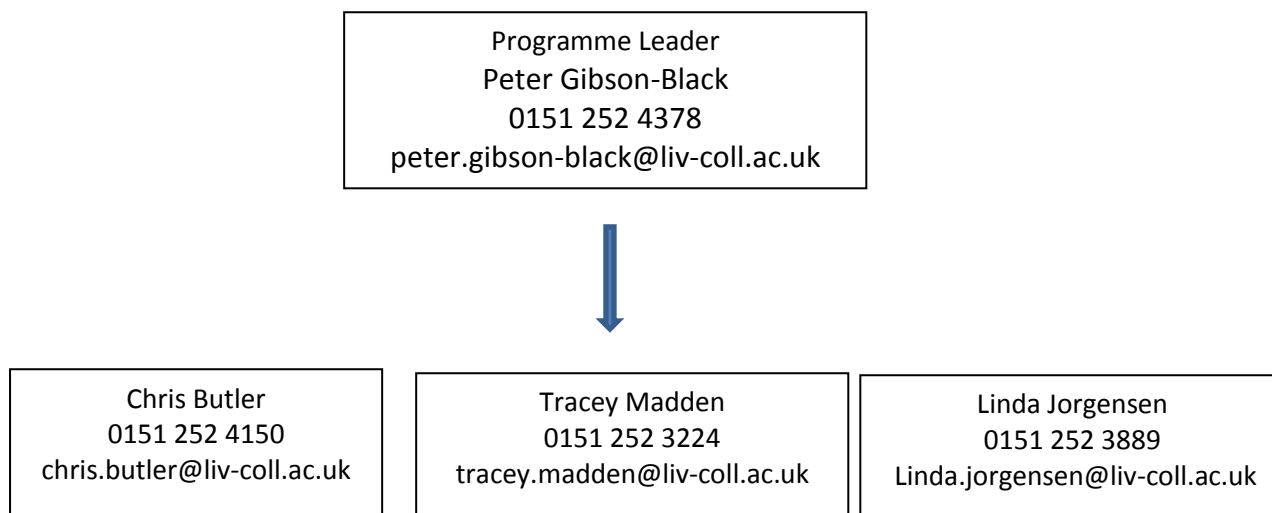 Programme Leader
Peter Gibson-Black
0151 252 4378
peter.gibson-black@liv-coll.ac.uk
Chris Butler
0151 252 4150
chris.butler@liv-coll.ac.uk
Tracey Madden
0151 252 3224
tracey.madden@liv-coll.ac.uk
Linda Jorgensen
0151 252 3889
Linda.jorgensen@liv-coll.ac.uk